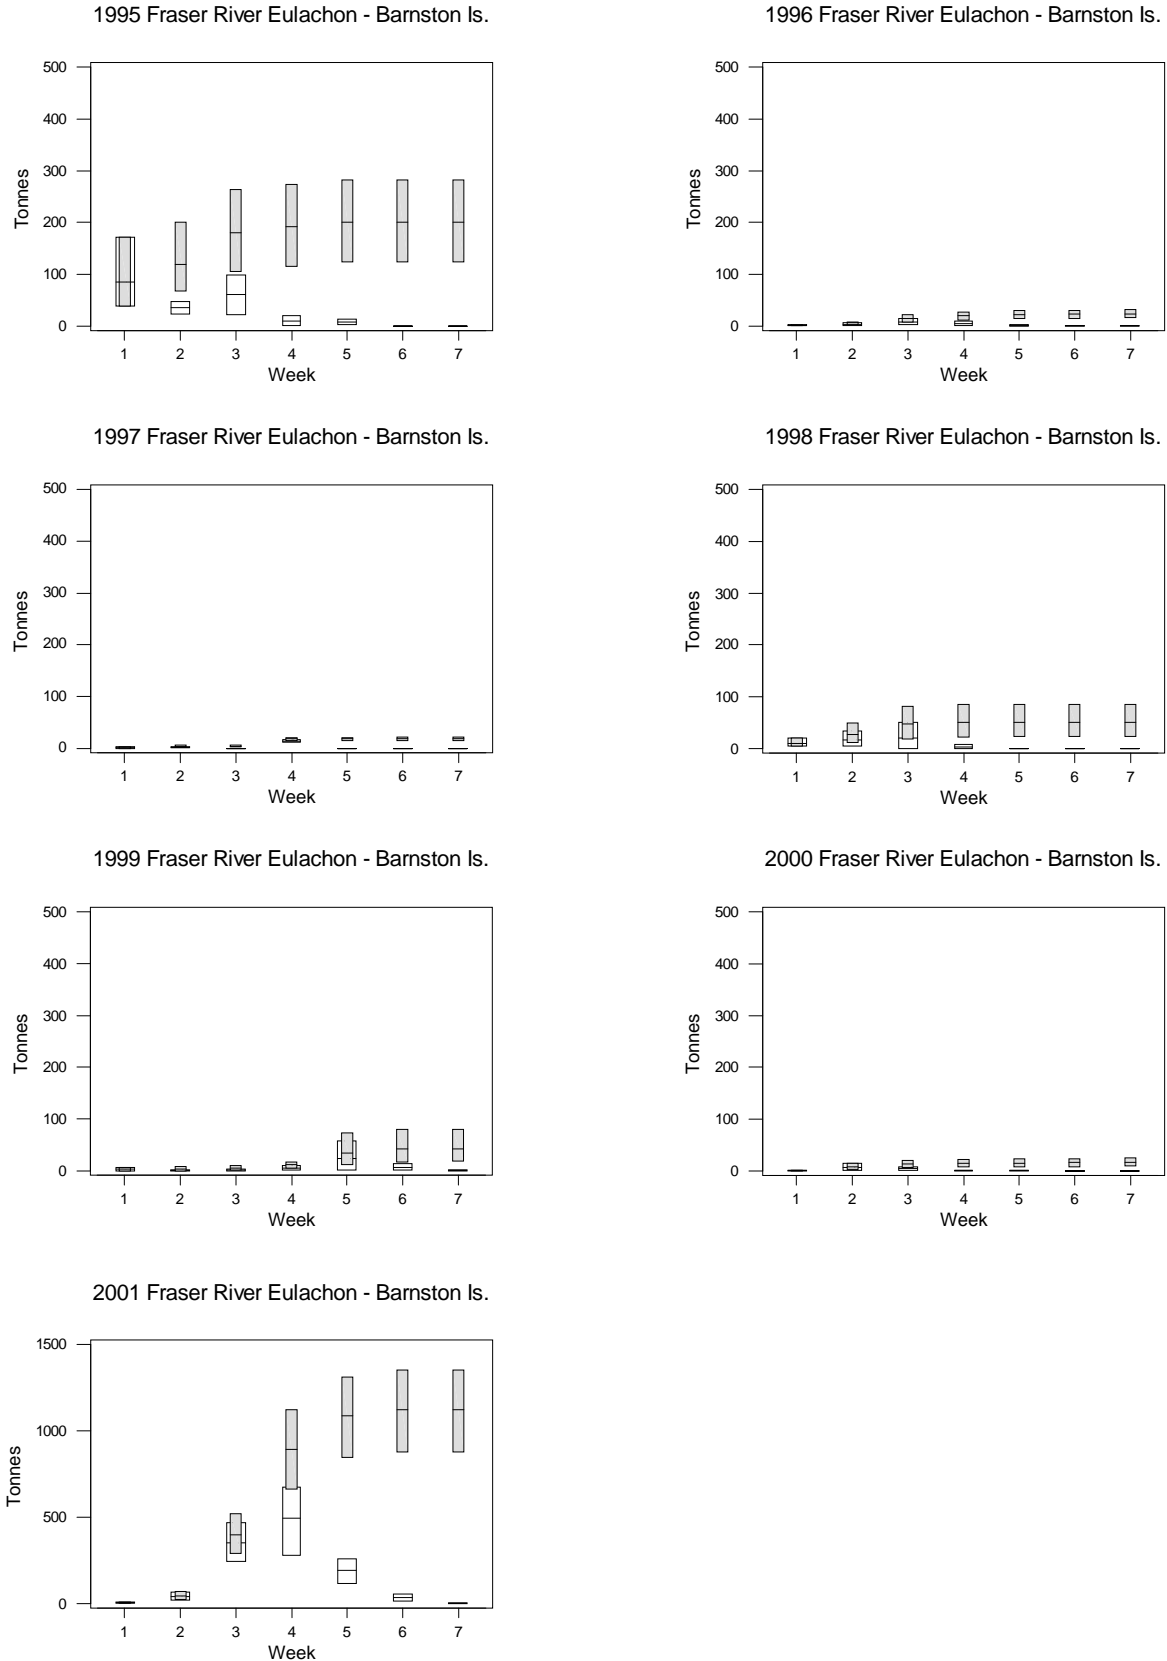 1995 Fraser River Eulachon - Barnston Is.
500
400
300
200
100
0
Tonnes
1 2 3 4 5 6 7
Week
1996 Fraser River Eulachon - Barnston Is.
500
400
300
200
100
0
Tonnes
1 2 3 4 5 6 7
Week
1997 Fraser River Eulachon - Barnston Is.
500
400
300
200
100
0
Tonnes
1 2 3 4 5 6 7
Week
1998 Fraser River Eulachon - Barnston Is.
500
400
300
200
100
0
Tonnes
1 2 3 4 5 6 7
Week
1999 Fraser River Eulachon - Barnston Is.
500
400
300
200
100
0
Tonnes
1 2 3 4 5 6 7
Week
2000 Fraser River Eulachon - Barnston Is.
500
400
300
200
100
0
Tonnes
1 2 3 4 5 6 7
Week
2001 Fraser River Eulachon - Barnston Is.
1500
1000
500
0
Tonnes
1 2 3 4 5 6 7
Week